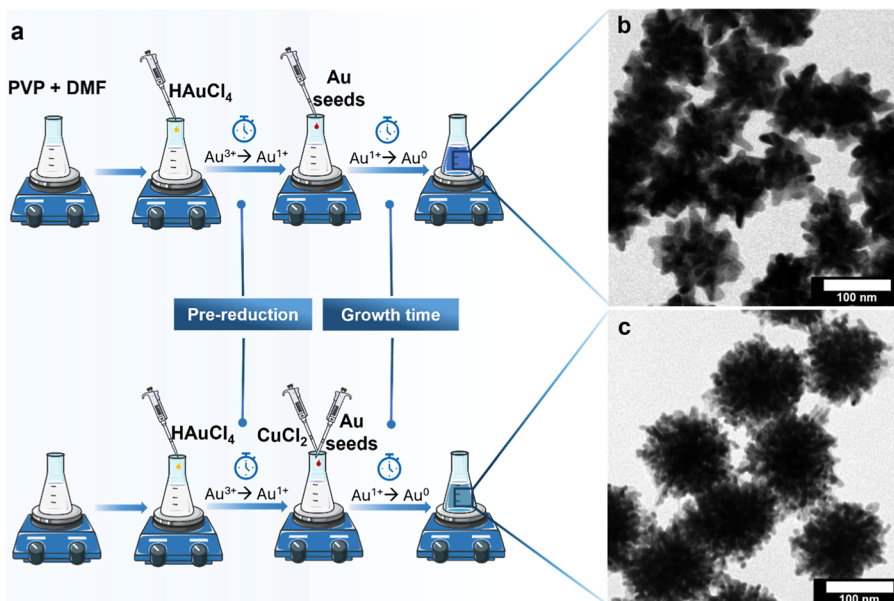 a
PVP + DMF
HAuCl₄
Au
seeds
Au³⁺→ Au¹⁺
Au¹⁺→ Au⁰
Pre-reduction
Growth time
HAuCl₄
CuCl₂
Au
seeds
Au³⁺→ Au¹⁺
Au¹⁺→ Au⁰
b
100 nm
c
100 nm